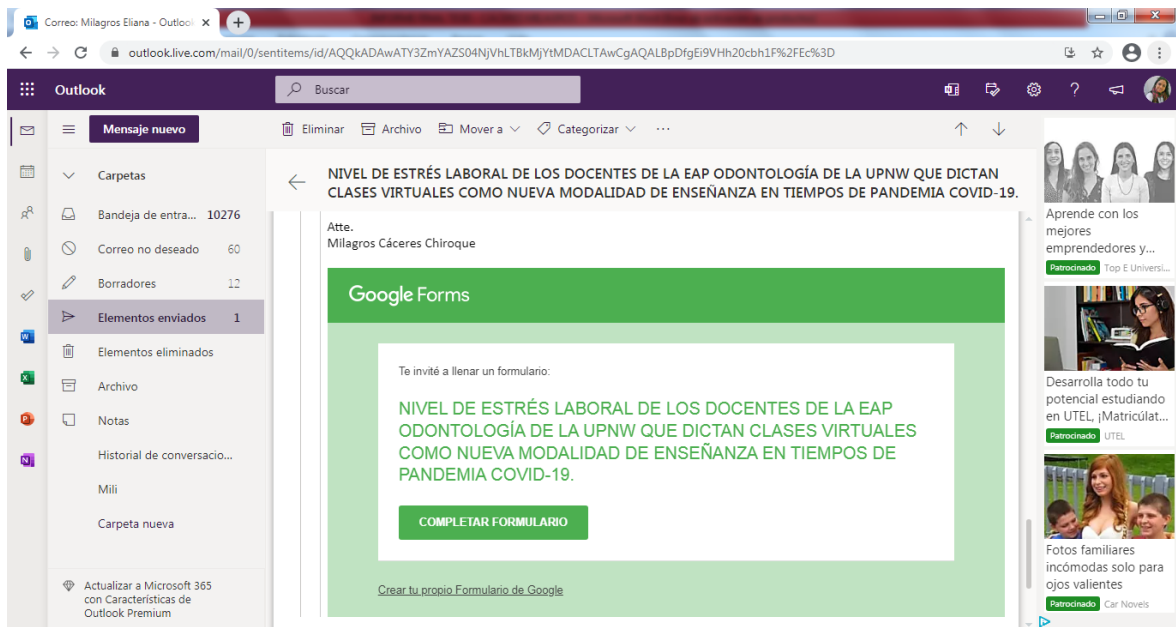 Correo: Milagros Eliana - Outloo
outlook.live.com/mail/0/sentitems/id/AQQkADAwATY3ZmYAZS04NjVhLTBkMjYtMDACLTAwCgAQALBpDfgEi9VHh20cbh1F%2FEc%3D
Outlook
Buscar
Mensaje nuevo
Eliminar
Archivo
Mover a
Categorizar
Carpetas
Bandeja de entra... 10276
Correo no deseado 60
Borradores 12
Elementos enviados 1
Elementos eliminados
Archivo
Notas
Historial de conversacio...
Mili
Carpeta nueva
Actualizar a Microsoft 365
con Características de
Outlook Premium
NIVEL DE ESTRÉS LABORAL DE LOS DOCENTES DE LA EAP ODONTOLOGÍA DE LA UPNW QUE DICTAN
CLASES VIRTUALES COMO NUEVA MODALIDAD DE ENSEÑANZA EN TIEMPOS DE PANDEMIA COVID-19.
Atte.
Milagros Cáceres Chiroque
Google Forms
Te invité a llenar un formulario:
NIVEL DE ESTRÉS LABORAL DE LOS DOCENTES DE LA EAP
ODONTOLOGÍA DE LA UPNW QUE DICTAN CLASES VIRTUALES
COMO NUEVA MODALIDAD DE ENSEÑANZA EN TIEMPOS DE
PANDEMIA COVID-19.
COMPLETAR FORMULARIO
Crear tu propio Formulario de Google
Aprende con los
mejores
emprendedores y...
Patrocinado Top E Universi...
Desarrolla todo tu
potencial estudiando
en UTEL, ¡Matricúlat...
Patrocinado UTEL
Fotos familiares
incómodas solo para
ojos valientes
Patrocinado Car Novels